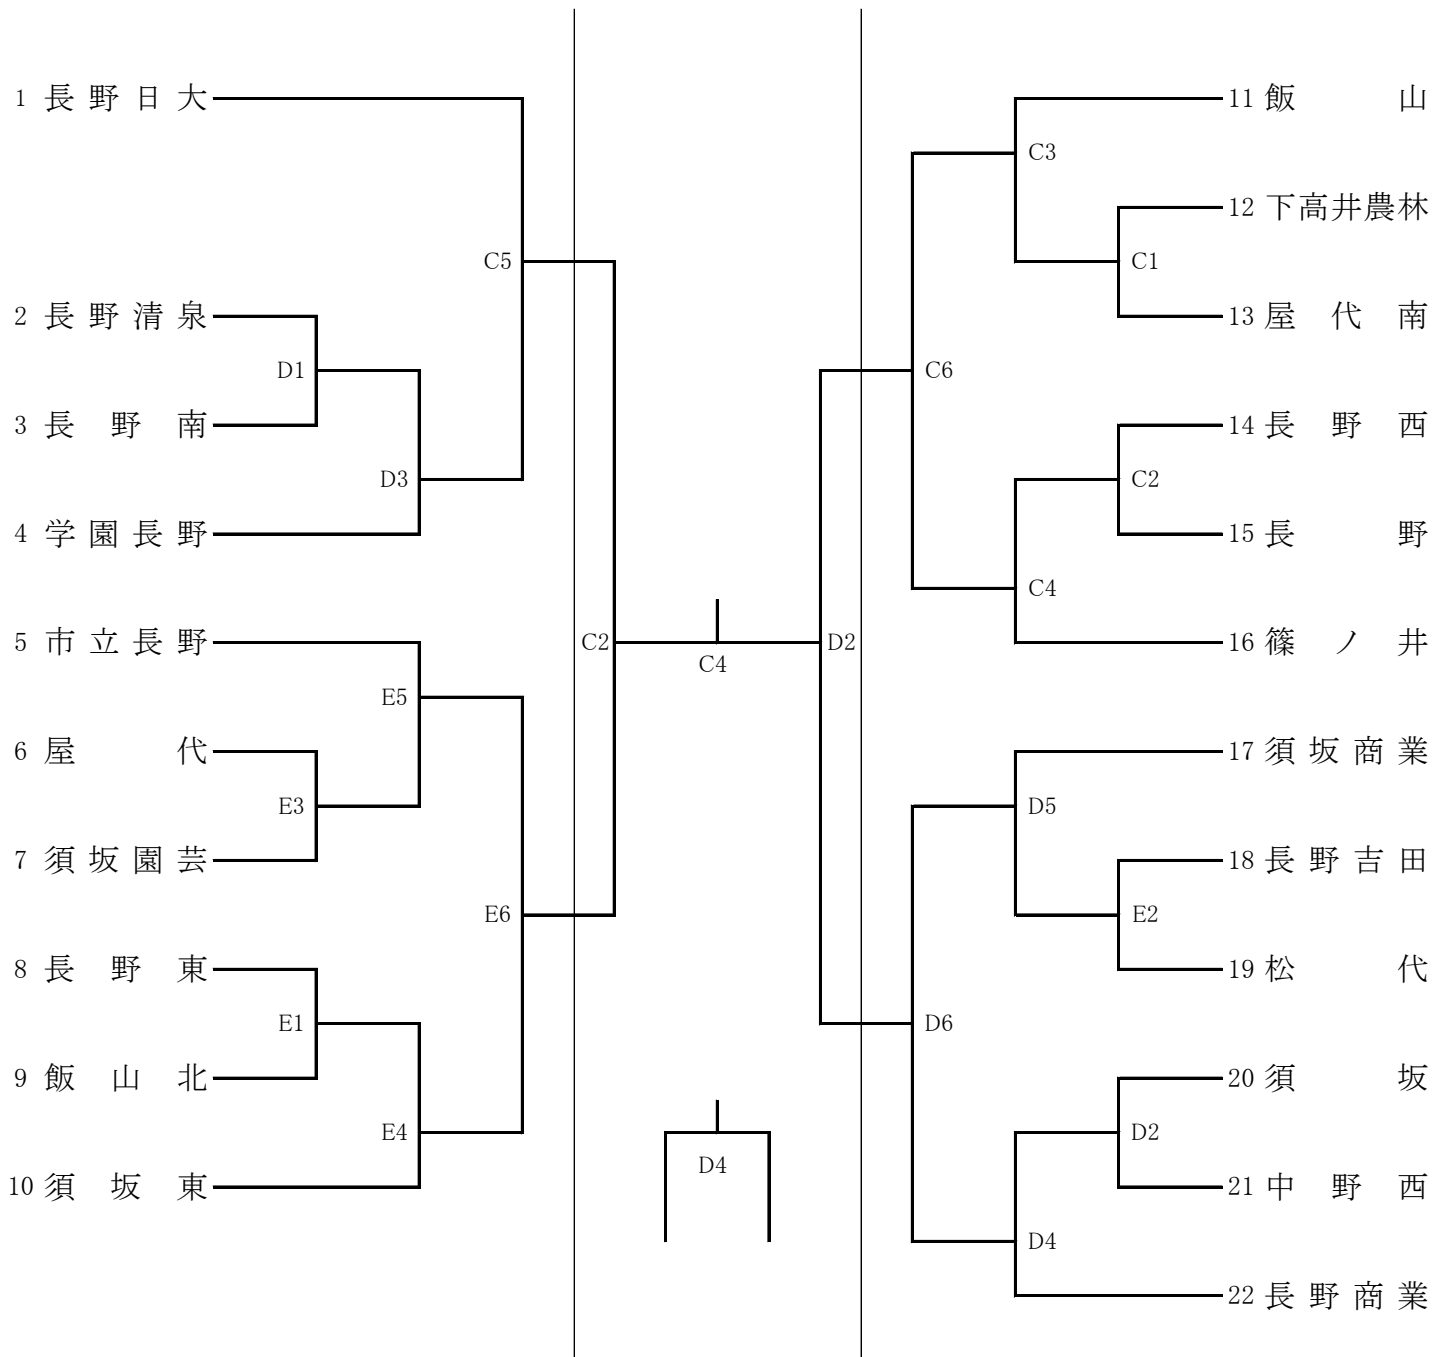 1 長野日大
C5
2 長野清泉
D1
3 長野南
D3
4 学園長野
5 市立長野
E5
6 屋代
E3
7 須坂園芸
E6
8 長野東
E1
9 飯山北
E4
10 須坂東
C2
C4
D2
D4
11 飯山
C3
12 下高井農林
C1
13 屋代南
C6
14 長野西
C2
15 長野
C4
16 篠ノ井
17 須坂商業
D5
18 長野吉田
E2
19 松代
D6
20 須坂
D2
21 中野西
D4
22 長野商業